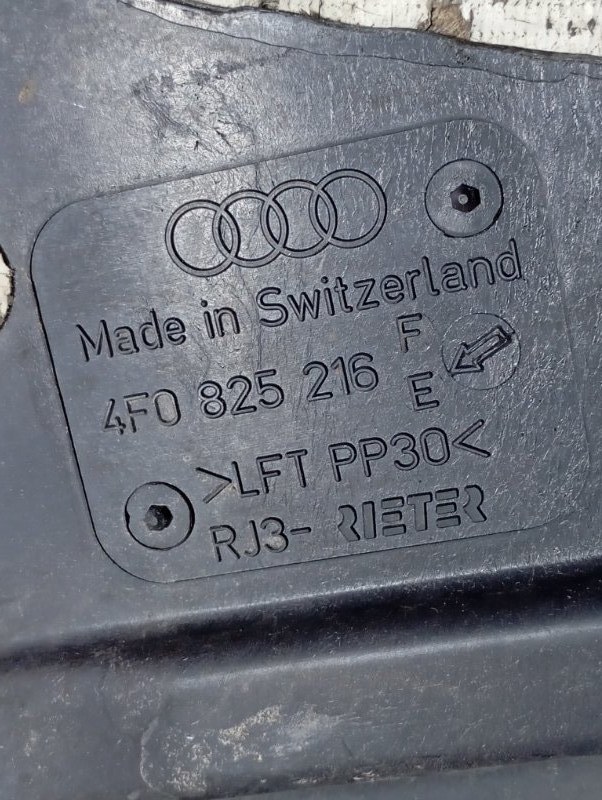 Made in Switzerland
4F0 825 216 F
E
>LFT PP30<
RJ3- RIETER